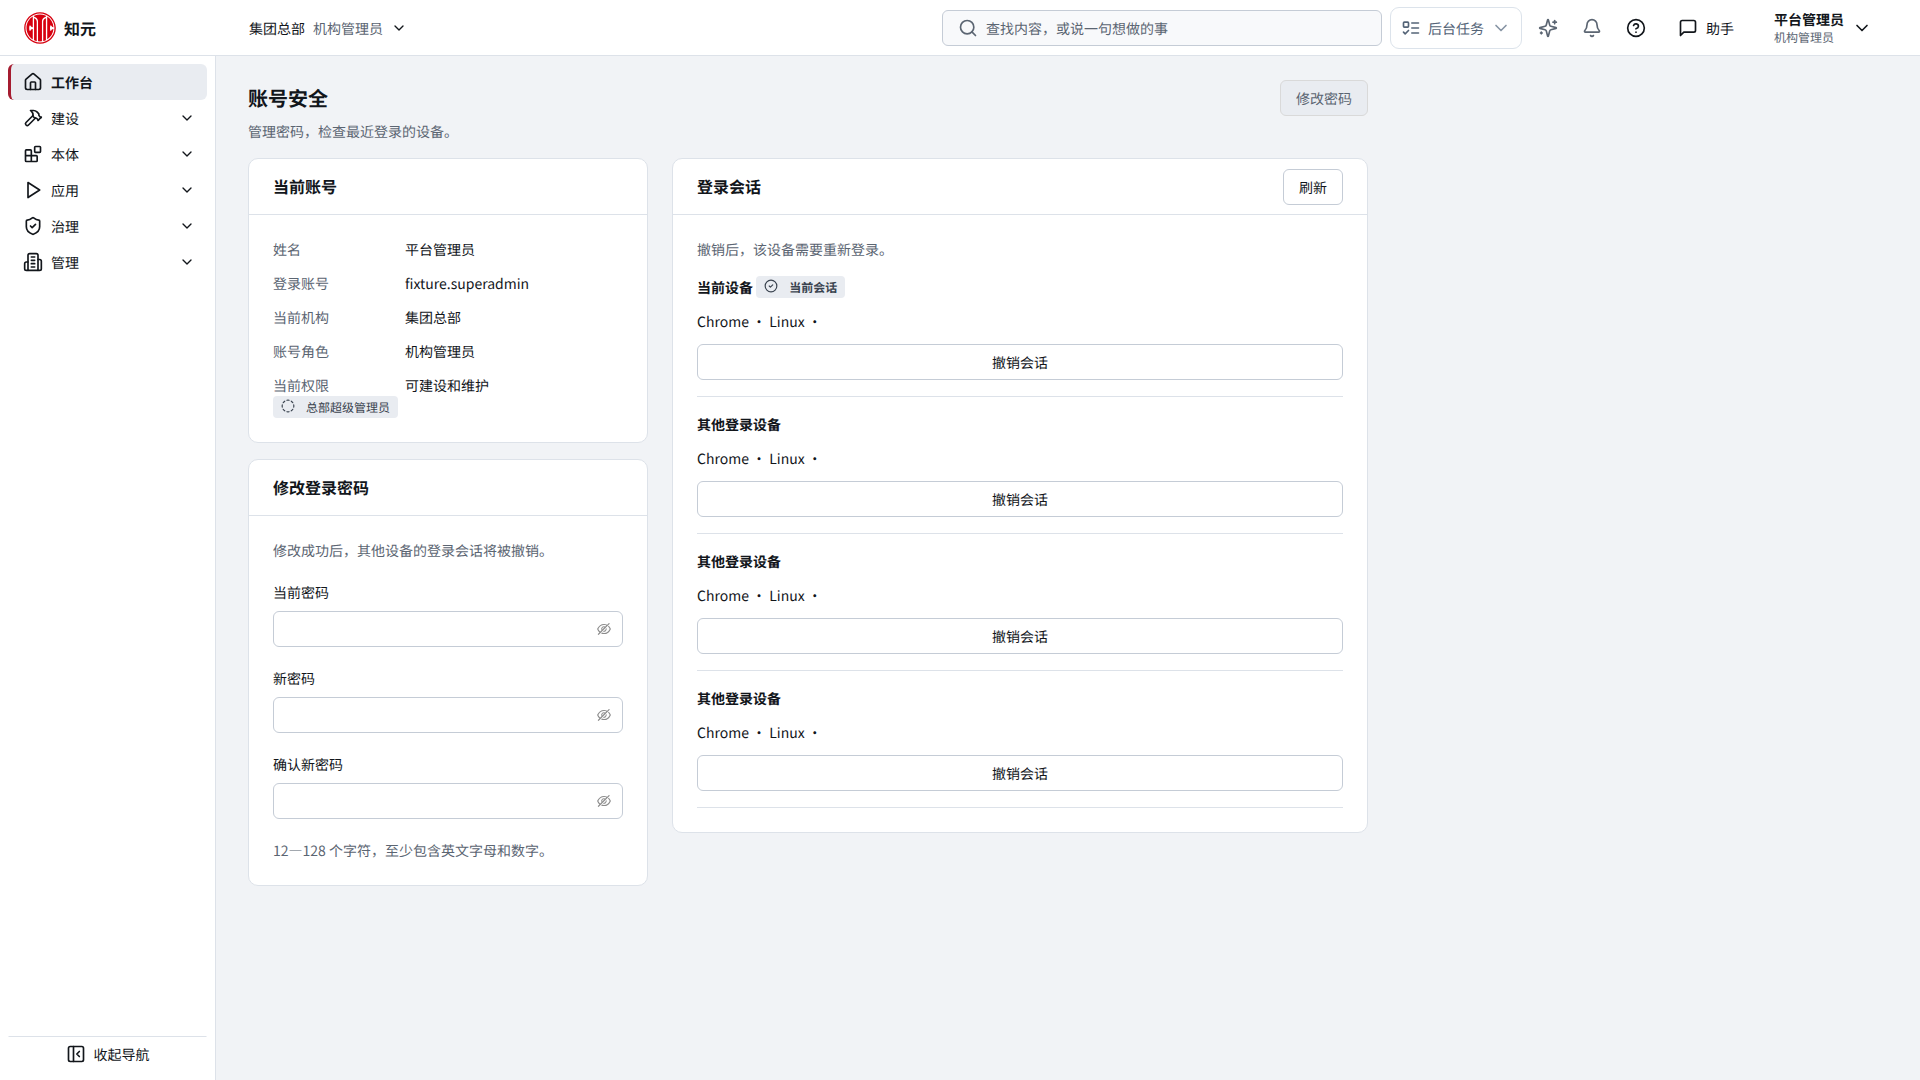 知元
集团总部 机构管理员
查找内容，或说一句想做的事
后台任务
助手
平台管理员
机构管理员
工作台
建设
本体
应用
治理
管理
收起导航
账号安全
管理密码，检查最近登录的设备。
修改密码
当前账号
姓名 平台管理员
登录账号 fixture.superadmin
当前机构 集团总部
账号角色 机构管理员
当前权限 可建设和维护
总部超级管理员
修改登录密码
修改成功后，其他设备的登录会话将被撤销。
当前密码
新密码
确认新密码
12—128 个字符，至少包含英文字母和数字。
登录会话
刷新
撤销后，该设备需要重新登录。
当前设备 当前会话
Chrome · Linux ·
撤销会话
其他登录设备
Chrome · Linux ·
撤销会话
其他登录设备
Chrome · Linux ·
撤销会话
其他登录设备
Chrome · Linux ·
撤销会话